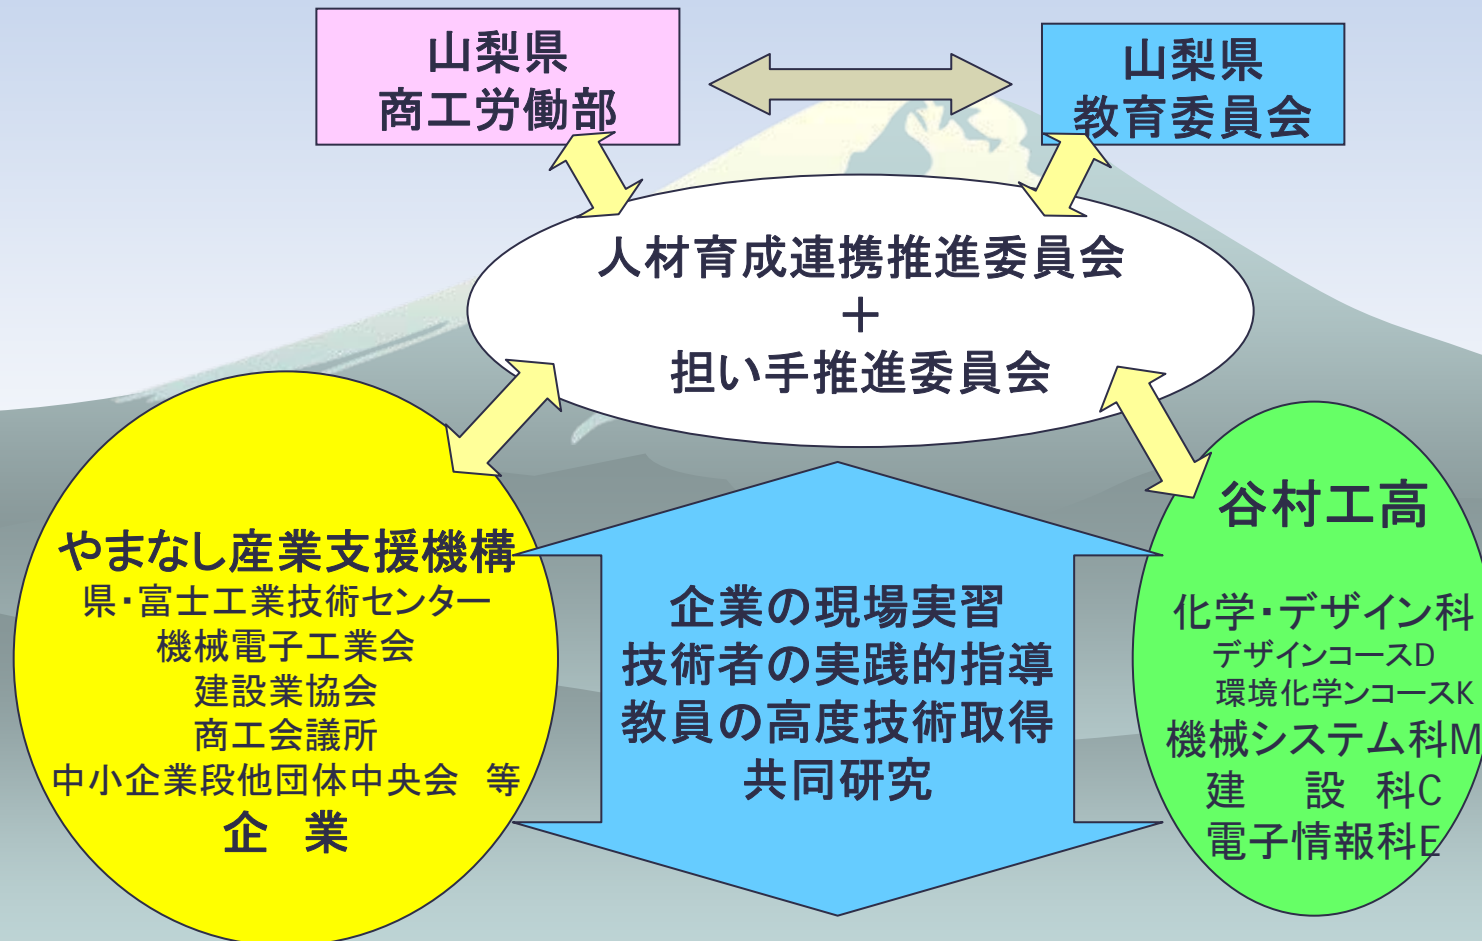 山梨県
商工労働部
山梨県
教育委員会
人材育成連携推進委員会
＋
担い手推進委員会
やまなし産業支援機構
県・富士工業技術センター
機械電子工業会
建設業協会
商工会議所
中小企業段他団体中央会　等
企　業
企業の現場実習
技術者の実践的指導
教員の高度技術取得
共同研究
谷村工高
化学・デザイン科
デザインコースD
環境化学ンコースK
機械システム科M
建　設　科C
電子情報科E